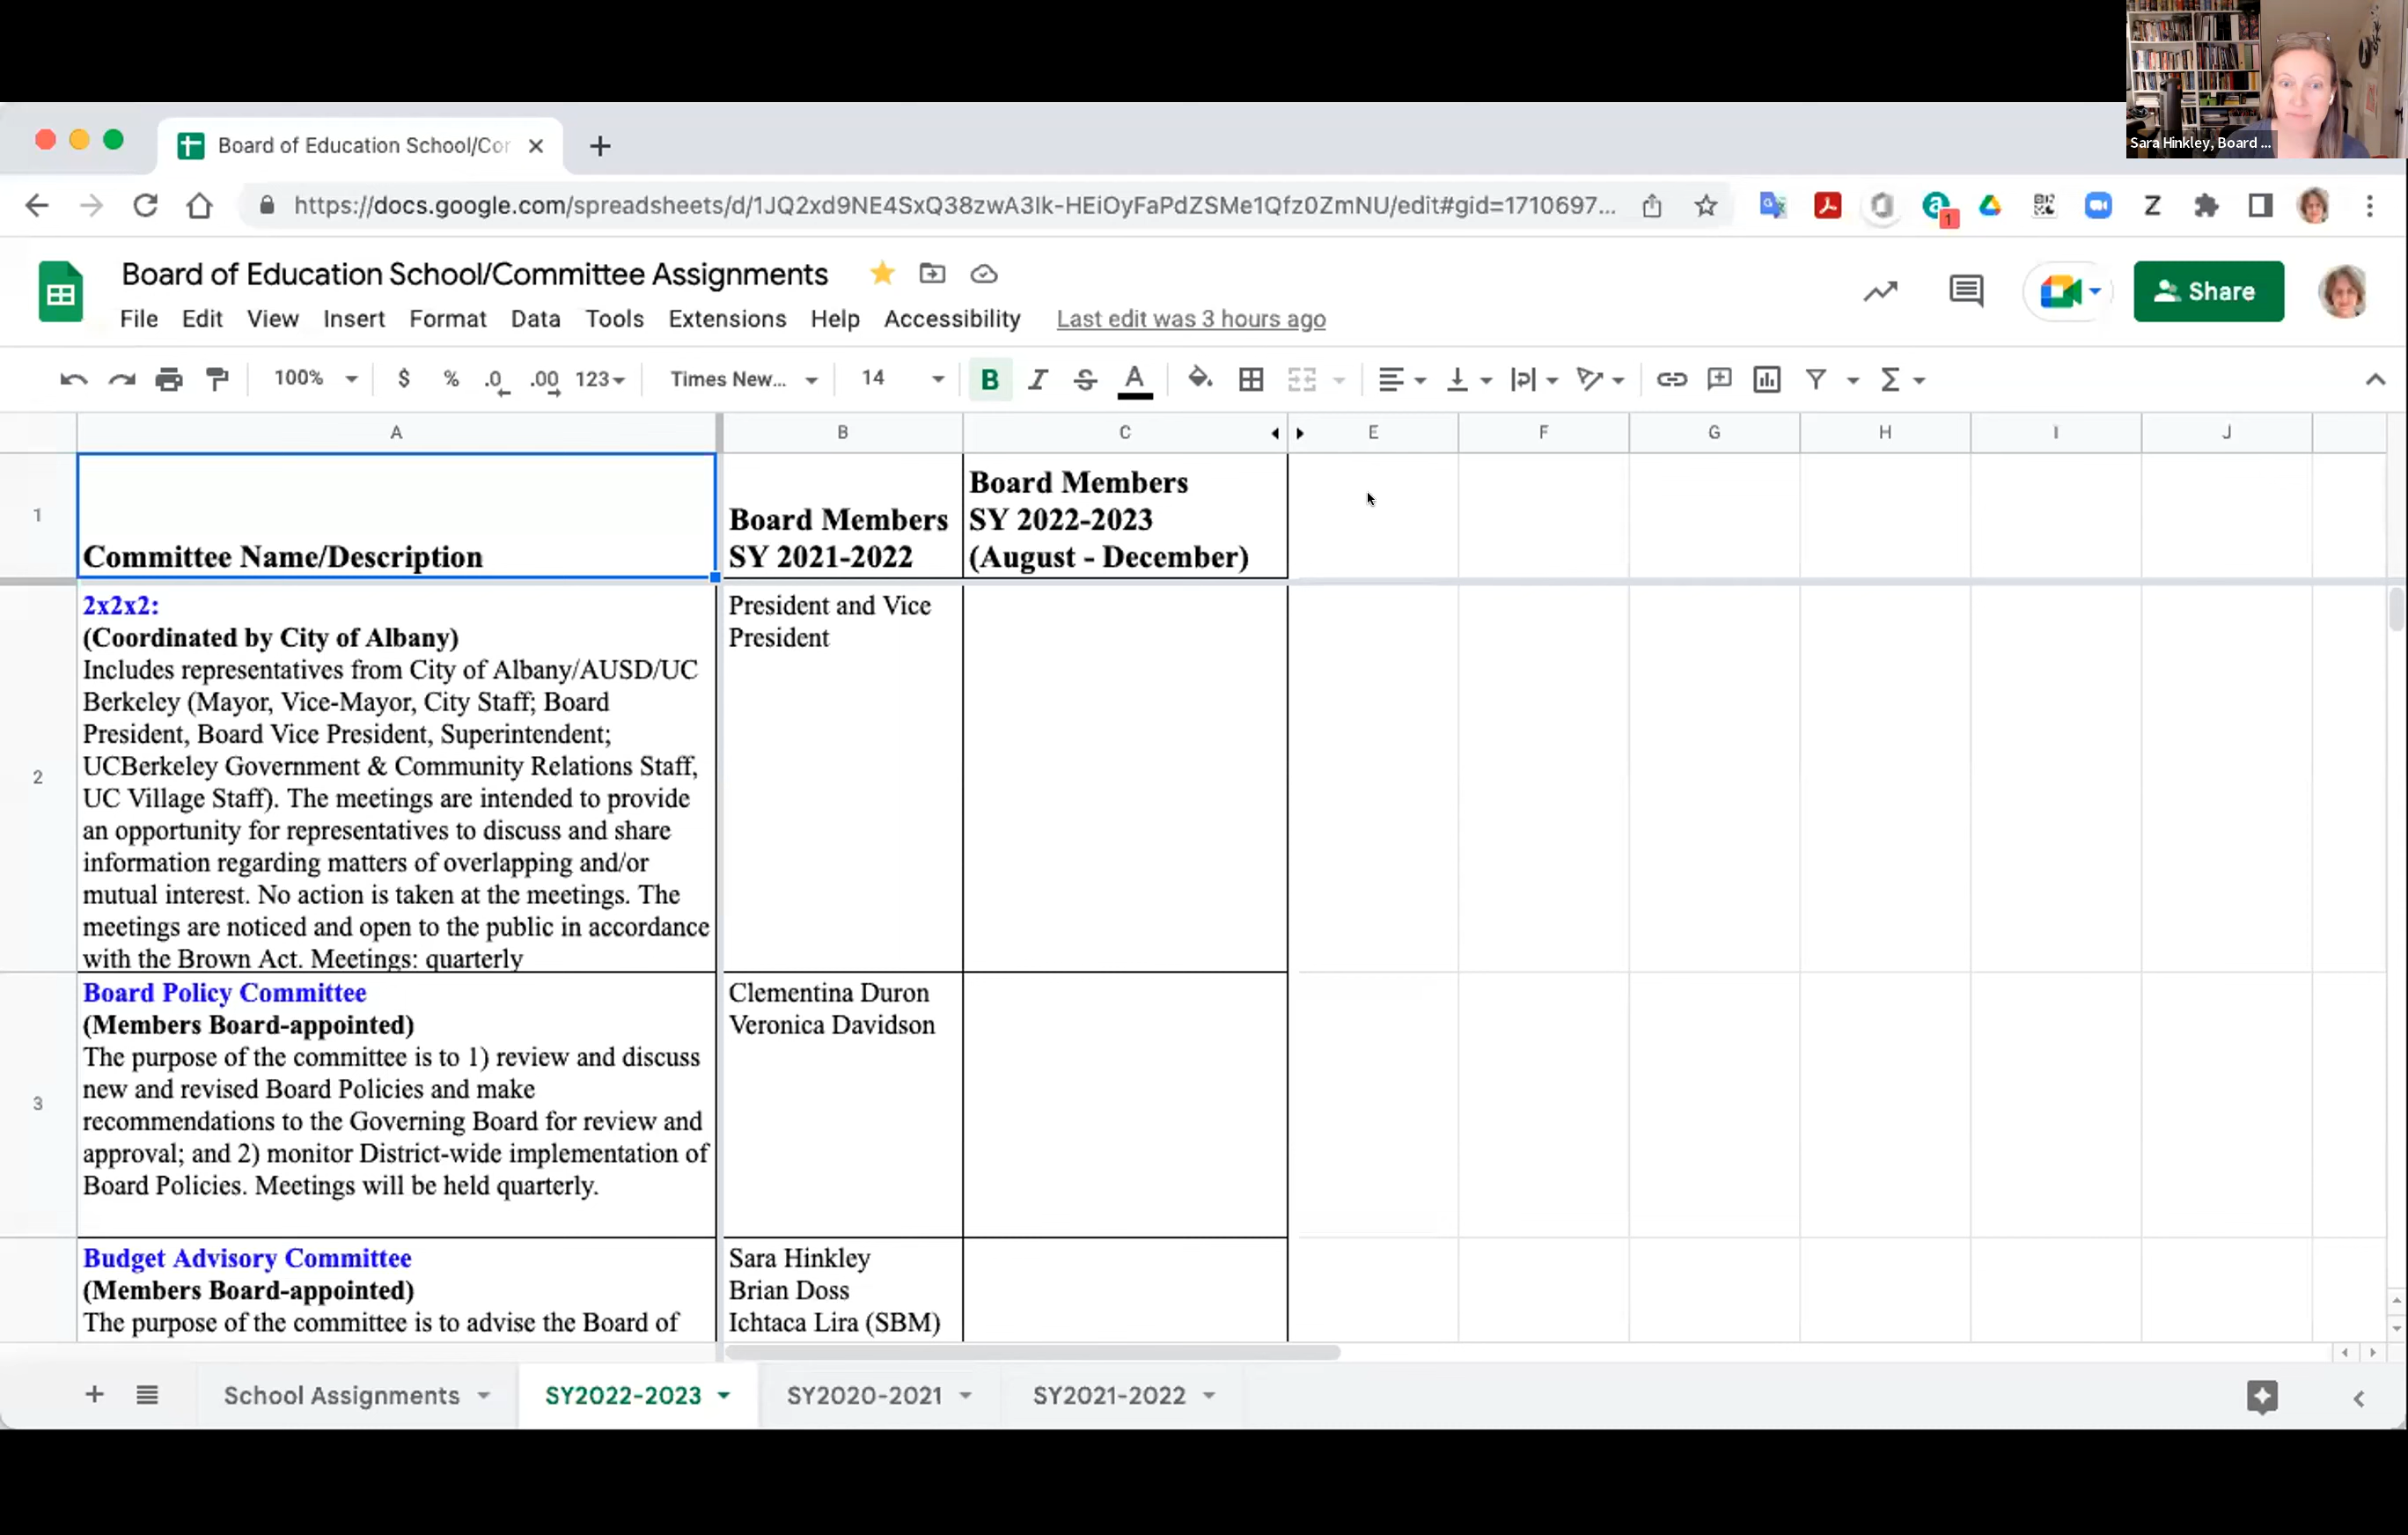 Sara Hinkley, Board ...
Board of Education School/Cor
https://docs.google.com/spreadsheets/d/1JQ2xd9NE4SxQ38zwA3Ik-HEiOyFaPdZSMe1Qfz0ZmNU/edit#gid=1710697...
1
Z
Board of Education School/Committee Assignments
Share
File Edit View Insert Format Data Tools Extensions Help Accessibility Last edit was 3 hours ago
100% $ % .0 .00 123 Times New... 14 B I S A
A B C E F G H I J
1
Committee Name/Description
Board Members
SY 2021-2022
Board Members
SY 2022-2023
(August - December)
2
2x2x2:
(Coordinated by City of Albany)
Includes representatives from City of Albany/AUSD/UC
Berkeley (Mayor, Vice-Mayor, City Staff; Board
President, Board Vice President, Superintendent;
UCBerkeley Government & Community Relations Staff,
UC Village Staff). The meetings are intended to provide
an opportunity for representatives to discuss and share
information regarding matters of overlapping and/or
mutual interest. No action is taken at the meetings. The
meetings are noticed and open to the public in accordance
with the Brown Act. Meetings: quarterly
President and Vice
President
3
Board Policy Committee
(Members Board-appointed)
The purpose of the committee is to 1) review and discuss
new and revised Board Policies and make
recommendations to the Governing Board for review and
approval; and 2) monitor District-wide implementation of
Board Policies. Meetings will be held quarterly.
Clementina Duron
Veronica Davidson
Budget Advisory Committee
(Members Board-appointed)
The purpose of the committee is to advise the Board of
Sara Hinkley
Brian Doss
Ichtaca Lira (SBM)
School Assignments SY2022-2023 SY2020-2021 SY2021-2022